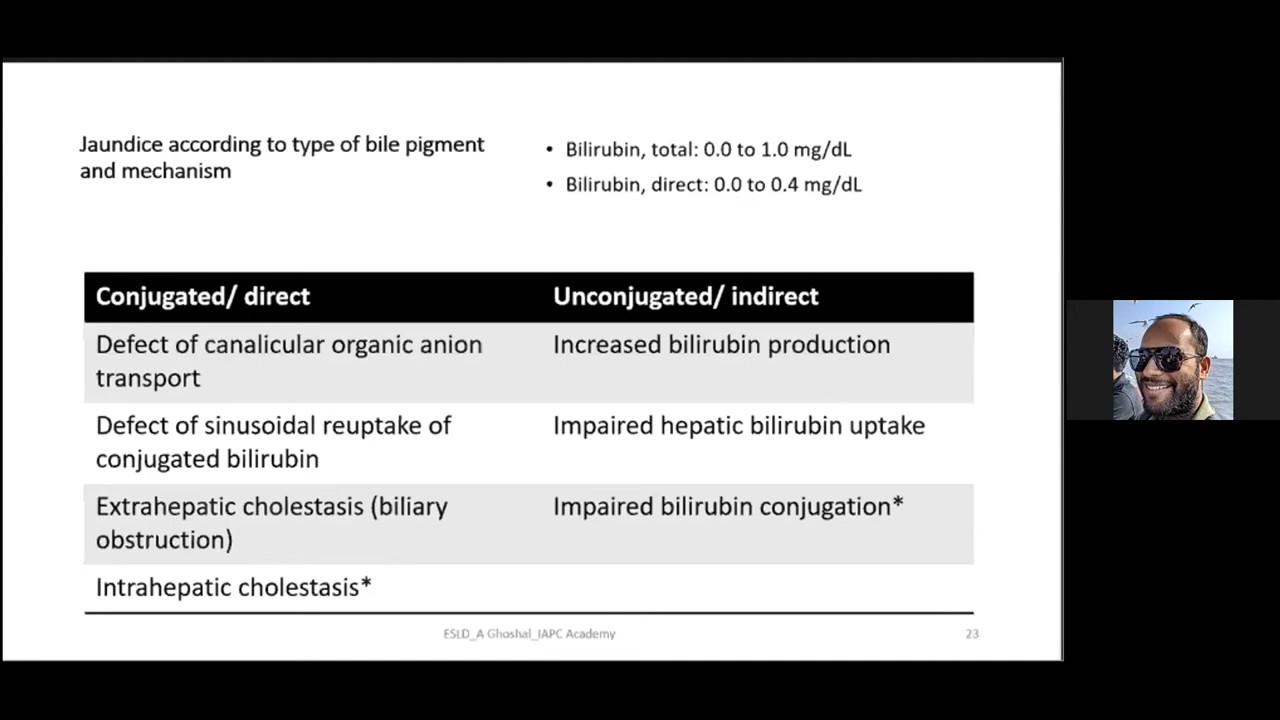 Jaundice according to type of bile pigment
and mechanism
• Bilirubin, total: 0.0 to 1.0 mg/dL
• Bilirubin, direct: 0.0 to 0.4 mg/dL
Conjugated/ direct
Unconjugated/ indirect
Defect of canalicular organic anion
transport
Increased bilirubin production
Defect of sinusoidal reuptake of
conjugated bilirubin
Impaired hepatic bilirubin uptake
Extrahepatic cholestasis (biliary
obstruction)
Impaired bilirubin conjugation*
Intrahepatic cholestasis*
ESLD_A Ghoshal_IAPC Academy
23